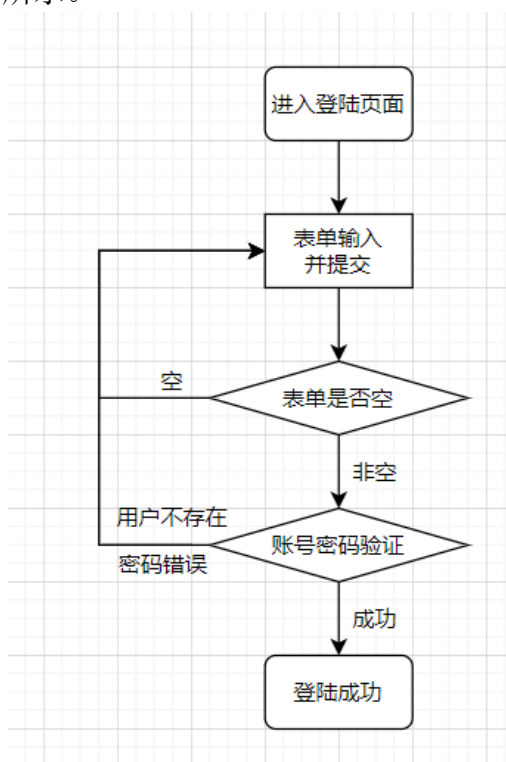 进入登陆页面
表单输入
并提交
空
表单是否空
非空
用户不存在
密码错误
账号密码验证
成功
登陆成功